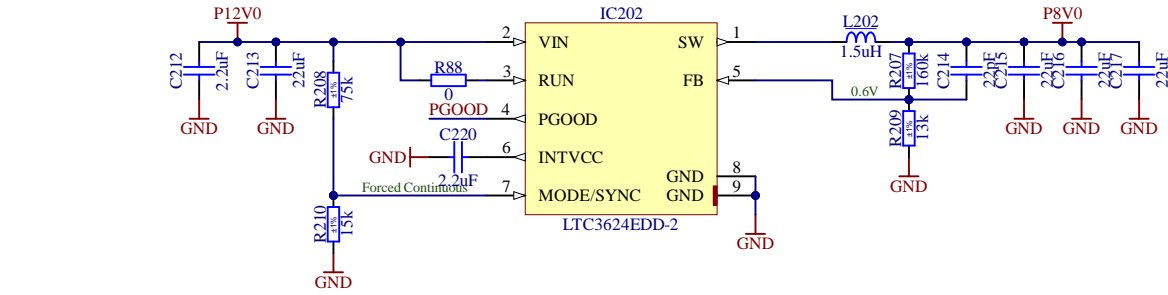 P12V0
IC202
P8V0
C212
2.2uF
C213
22uF
R208
±1%
75k
R88
0
PGOOD
GND
C220
2.2uF
Forced Continuous
R210
±1%
15k
GND
GND
GND
2
VIN
3
RUN
4
PGOOD
6
INTVCC
7
MODE/SYNC
SW
1
FB
5
GND
8
GND
9
LTC3624EDD-2
GND
L202
1.5uH
0.6V
R207
±1%
160k
R209
±1%
13k
GND
C214
22pF
C215
22uF
C216
22uF
C217
22uF
GND
GND
GND